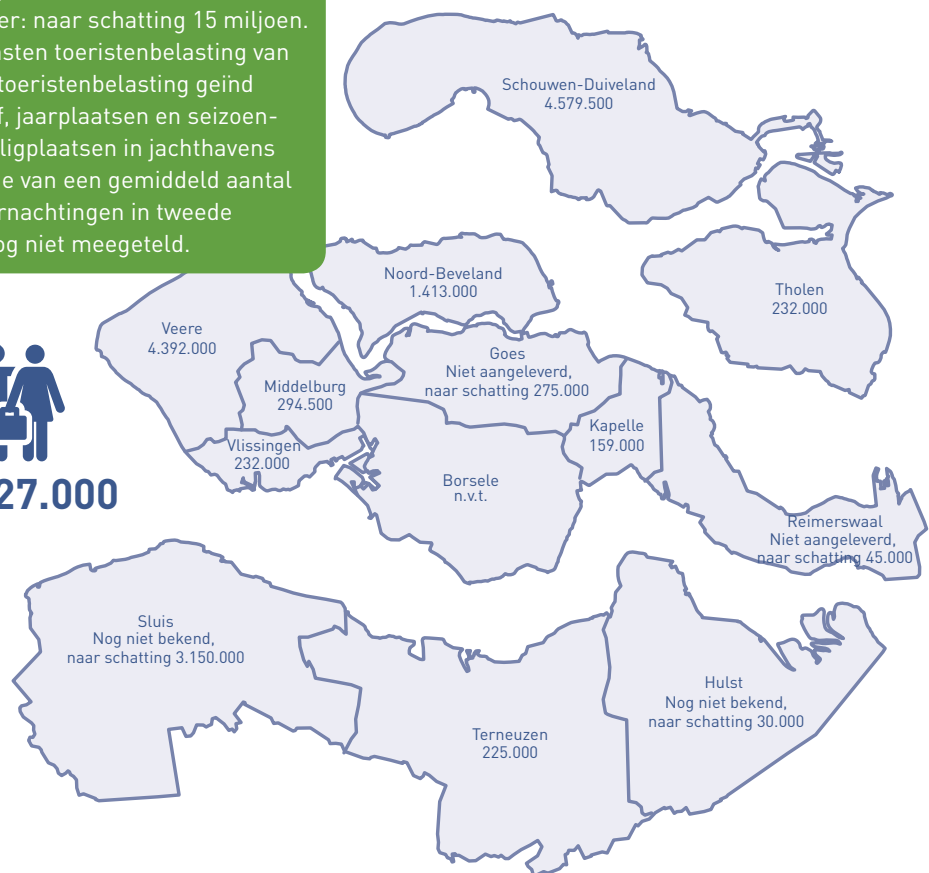 er: naar schatting 15 miljoen.
sten toeristenbelasting van
toeristenbelasting geïnd
f, jaarplaatsen en seizoen-
ligplaatsen in jachthavens
e van een gemiddeld aantal
rnachtingen in tweede
og niet meegeteld.
Schouwen-Duiveland
4.579.500
Noord-Beveland
1.413.000
Tholen
232.000
Veere
4.392.000
Goes
Niet aangeleverd,
naar schatting 275.000
Middelburg
294.500
Kapelle
159.000
Vlissingen
232.000
Borsele
n.v.t.
27.000
Reimerswaal
Niet aangeleverd,
naar schatting 45.000
Sluis
Nog niet bekend,
naar schatting 3.150.000
Hulst
Nog niet bekend,
naar schatting 30.000
Terneuzen
225.000